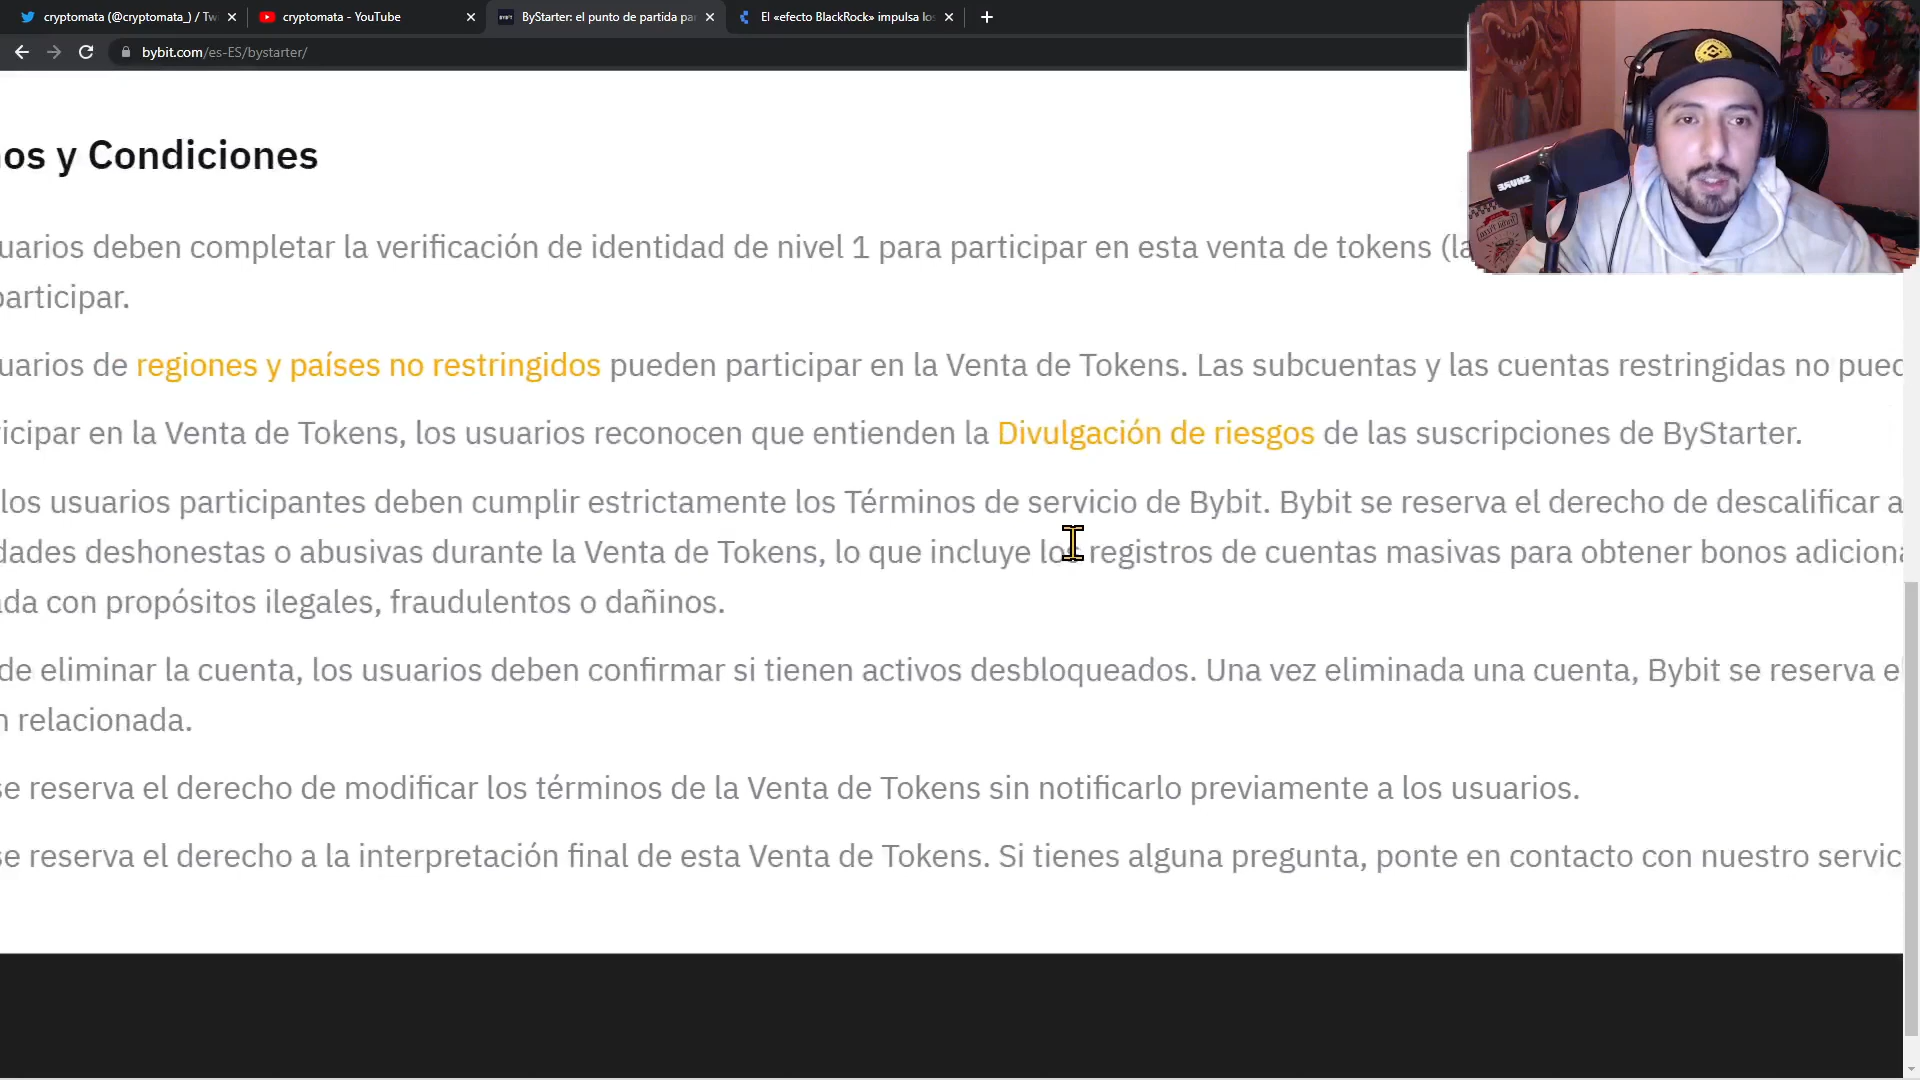 cryptomata (@cryptomata_) / Tw
cryptomata - YouTube
ByStarter: el punto de partida pa
El «efecto BlackRock» impulsa lo
bybit.com/es-ES/bystarter/
os y Condiciones
uarios deben completar la verificación de identidad de nivel 1 para participar en esta venta de tokens (la
participar.
uarios de regiones y países no restringidos pueden participar en la Venta de Tokens. Las subcuentas y las cuentas restringidas no pued
icipar en la Venta de Tokens, los usuarios reconocen que entienden la Divulgación de riesgos de las suscripciones de ByStarter.
los usuarios participantes deben cumplir estrictamente los Términos de servicio de Bybit. Bybit se reserva el derecho de descalificar a
dades deshonestas o abusivas durante la Venta de Tokens, lo que incluye los registros de cuentas masivas para obtener bonos adiciona
ada con propósitos ilegales, fraudulentos o dañinos.
de eliminar la cuenta, los usuarios deben confirmar si tienen activos desbloqueados. Una vez eliminada una cuenta, Bybit se reserva e
n relacionada.
se reserva el derecho de modificar los términos de la Venta de Tokens sin notificarlo previamente a los usuarios.
se reserva el derecho a la interpretación final de esta Venta de Tokens. Si tienes alguna pregunta, ponte en contacto con nuestro servic
SHURE